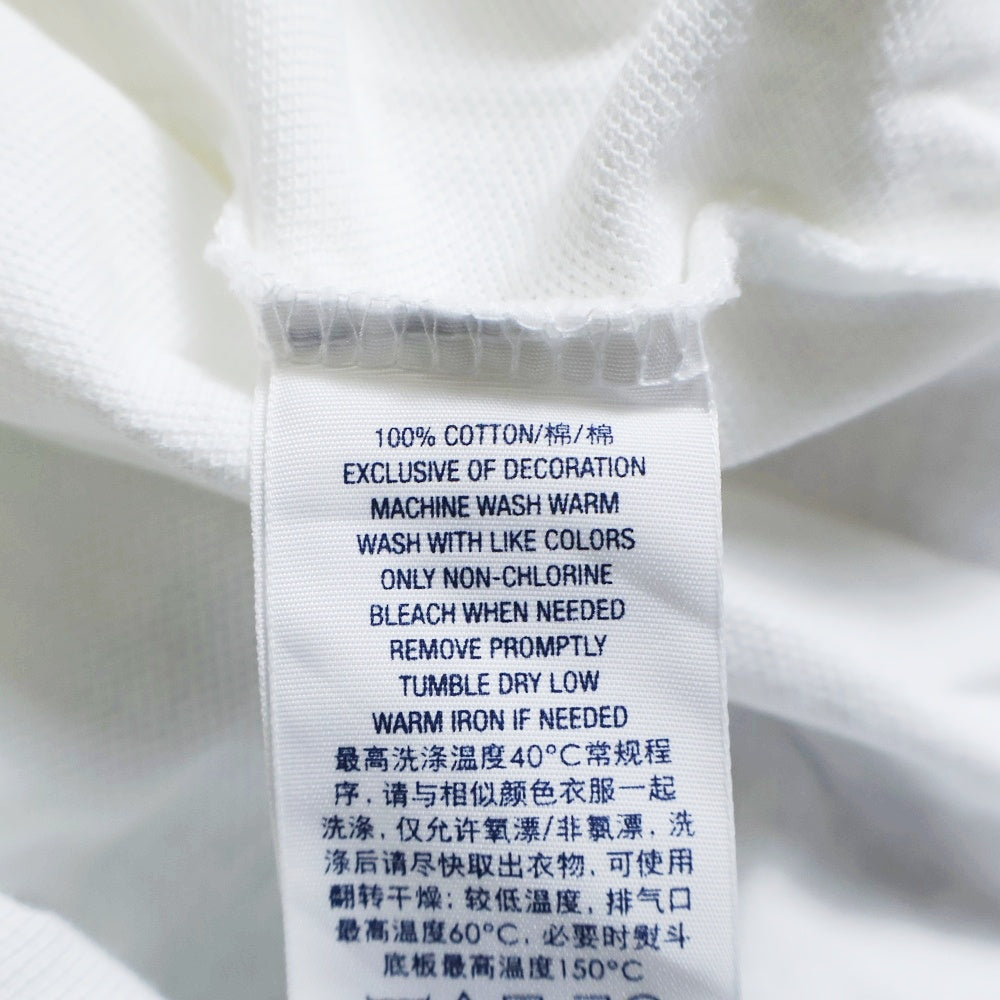 100% COTTON/棉/棉
EXCLUSIVE OF DECORATION
MACHINE WASH WARM
WASH WITH LIKE COLORS
ONLY NON-CHLORINE
BLEACH WHEN NEEDED
REMOVE PROMPTLY
TUMBLE DRY LOW
WARM IRON IF NEEDED
最高洗涤温度40°C常规程
序,请与相似颜色衣服一起
洗涤,仅允许氧漂/非氯漂,洗
涤后请尽快取出衣物,可使用
翻转干燥;较低温度,排气口
最高温度60°C,必要时熨斗
底板最高温度150°C